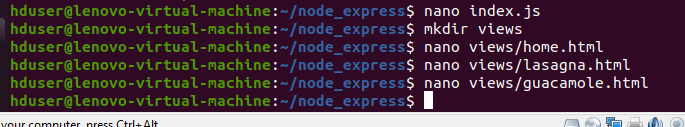 hduser@lenovo-virtual-machine:~/node_express$ nano index.js
hduser@lenovo-virtual-machine:~/node_express$ mkdir views
hduser@lenovo-virtual-machine:~/node_express$ nano views/home.html
hduser@lenovo-virtual-machine:~/node_express$ nano views/lasagna.html
hduser@lenovo-virtual-machine:~/node_express$ nano views/guacamole.html
hduser@lenovo-virtual-machine:~/node_express$
your computer, press Ctrl+Alt.